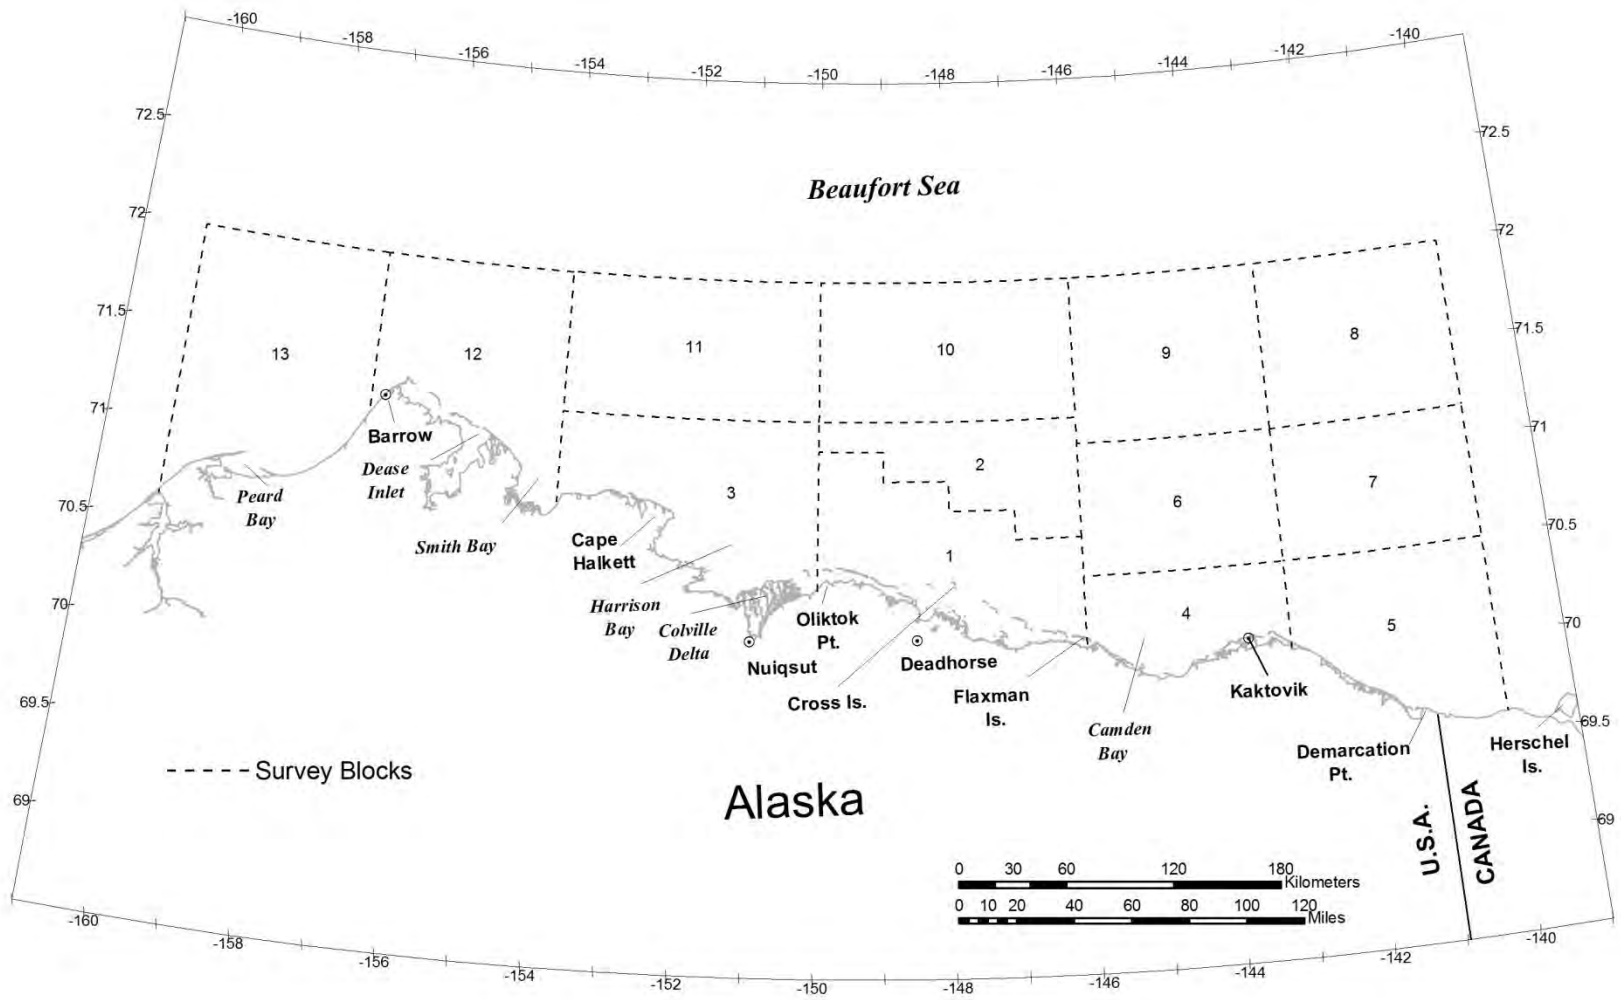 -160
-158
-156
-154
-152
-150
-148
-146
-144
-142
-140
72.5
72.5
Beaufort Sea
72
72
71.5
71.5
13
12
11
10
9
8
71
71
Barrow
Dease
Inlet
Peard
Bay
Smith Bay
3
2
6
7
70.5
70.5
Cape
Halkett
1
Harrison
Bay
Colville
Delta
Oliktok
Pt.
4
5
70
70
Nuiqsut
Deadhorse
Cross Is.
Flaxman
Is.
Kaktovik
Camden
Bay
69.5
69.5
Demarcation
Pt.
Herschel
Is.
Survey Blocks
Alaska
69
69
U.S.A.
CANADA
0 30 60 120 180
Kilometers
0 10 20 40 60 80 100 120
Miles
-160
-158
-156
-154
-152
-150
-148
-146
-144
-142
-140